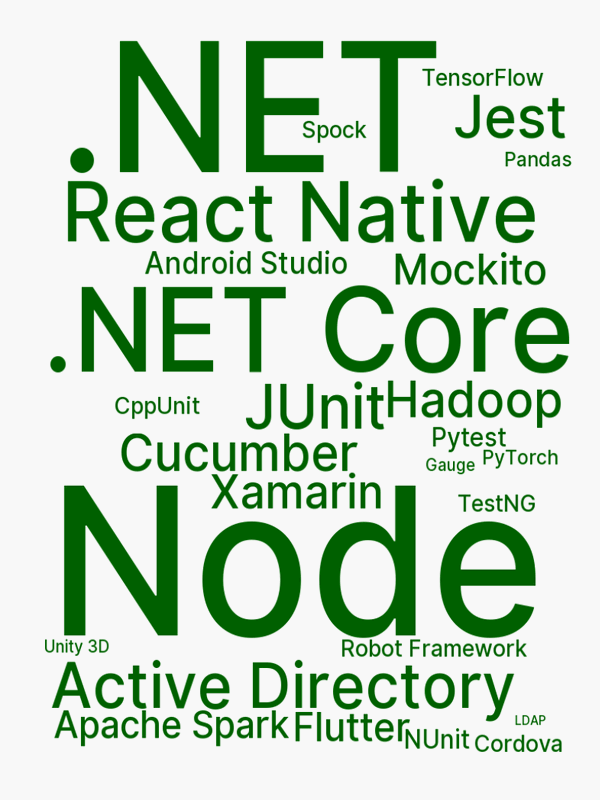 .NET
TensorFlow
Jest
Spock
Pandas
React Native
Android Studio
Mockito
.NET Core
CppUnit
JUnit
Hadoop
Cucumber
Pytest
Gauge
PyTorch
Xamarin
TestNG
Node
Unity 3D
Robot Framework
Active Directory
Apache Spark
Flutter
LDAP
NUnit
Cordova